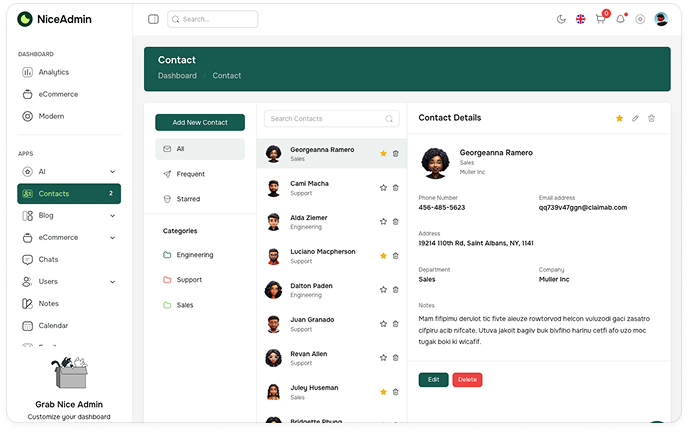 NiceAdmin
Search...
0
DASHBOARD
Analytics
eCommerce
Modern
APPS
AI
Contacts 2
Blog
eCommerce
Chats
Users
Notes
Calendar
Grab Nice Admin
Customize your dashboard
Contact
Dashboard / Contact
Add New Contact
All
Frequent
Starred
Categories
Engineering
Support
Sales
Search Contacts
Georgeanna Ramero
Sales
Cami Macha
Support
Alda Ziemer
Engineering
Luciano Macpherson
Support
Dalton Paden
Engineering
Juan Granado
Support
Revan Allen
Support
Juley Huseman
Sales
Bridgette Phung
Contact Details
Georgeanna Ramero
Sales
Muller Inc
Phone Number
456-485-5623
Email address
qq739v47ggn@claimab.com
Address
19214 110th Rd, Saint Albans, NY, 1141
Department
Sales
Company
Muller Inc
Notes
Mam fifipimu derulot tic fivte aleuze rowtorvod helcon vuluzodi gaci zasatro
cifpiru acib nifcate. Utuva jakoit bagliv buk bivfiho harinu cetfi afo uzo moc
tugak boki ki wicafif.
Edit
Delete